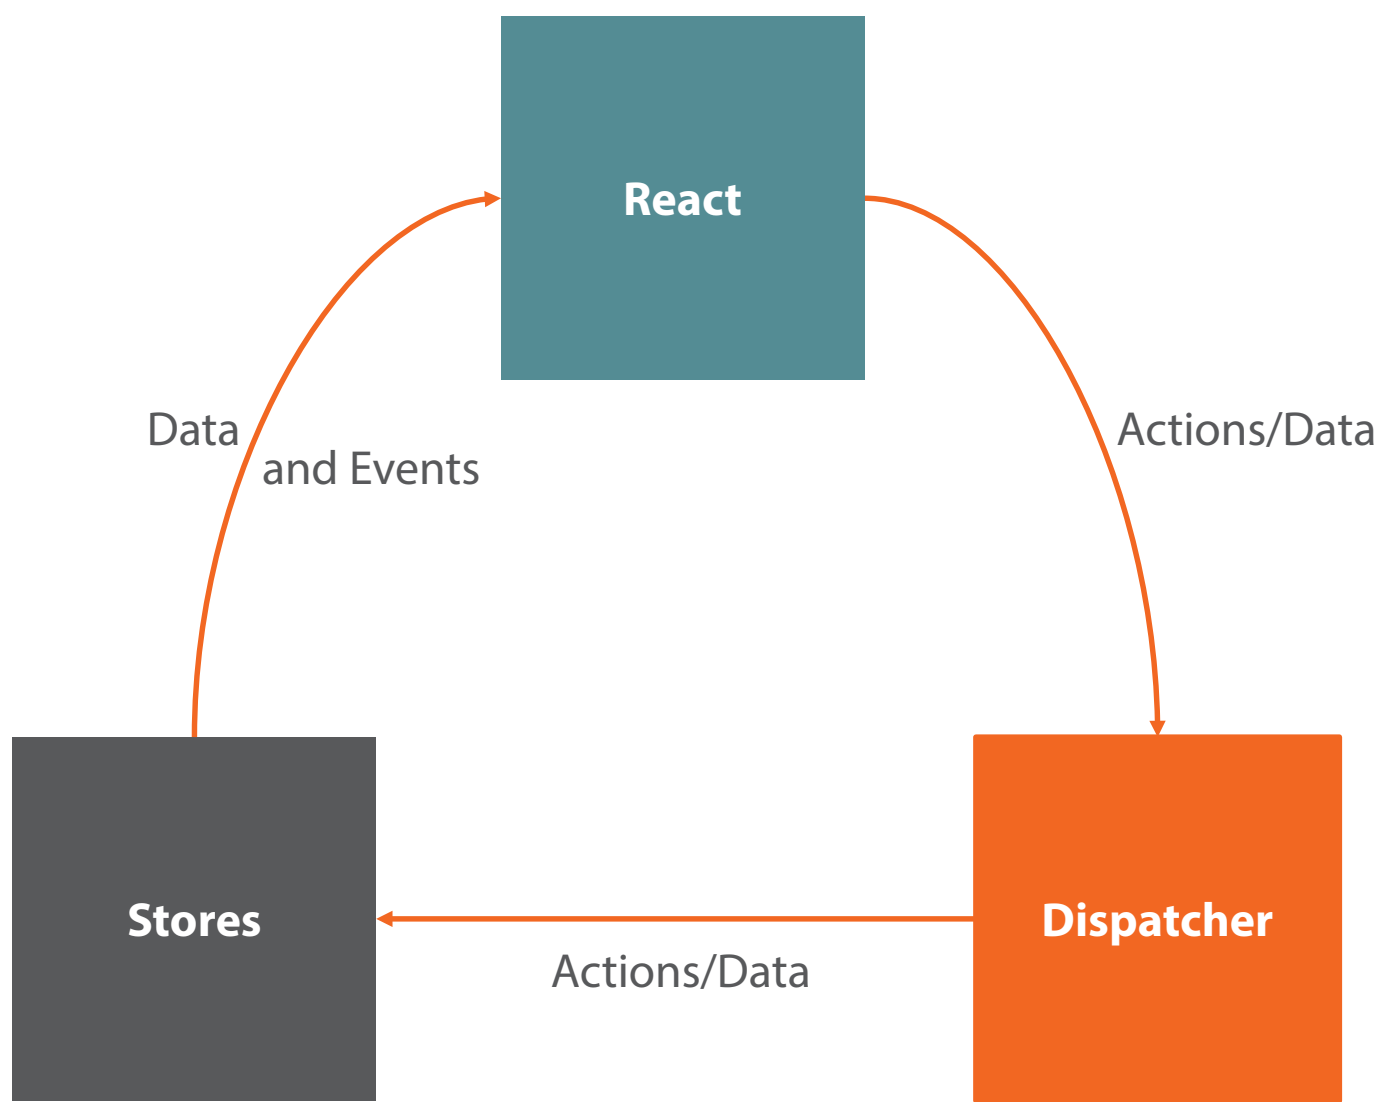 React
Data
and Events
Actions/Data
Stores
Actions/Data
Dispatcher